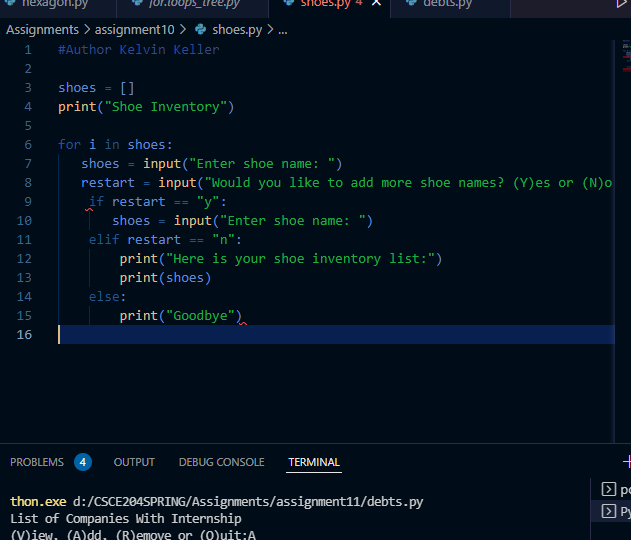 hexagon.py for.loops_tree.py shoes.py 4 debts.py
Assignments > assignment10 > shoes.py > ...
1 #Author Kelvin Keller
2
3 shoes = []
4 print("Shoe Inventory")
5
6 for i in shoes:
7 shoes = input("Enter shoe name: ")
8 restart = input("Would you like to add more shoe names? (Y)es or (N)o
9 if restart == "y":
10 shoes = input("Enter shoe name: ")
11 elif restart == "n":
12 print("Here is your shoe inventory list:")
13 print(shoes)
14 else:
15 print("Goodbye")
16
PROBLEMS 4 OUTPUT DEBUG CONSOLE TERMINAL
thon.exe d:/CSCE204SPRING/Assignments/assignment11/debts.py
List of Companies With Internship
(V)iew, (A)dd, (R)emove or (Q)uit:A
po
Py